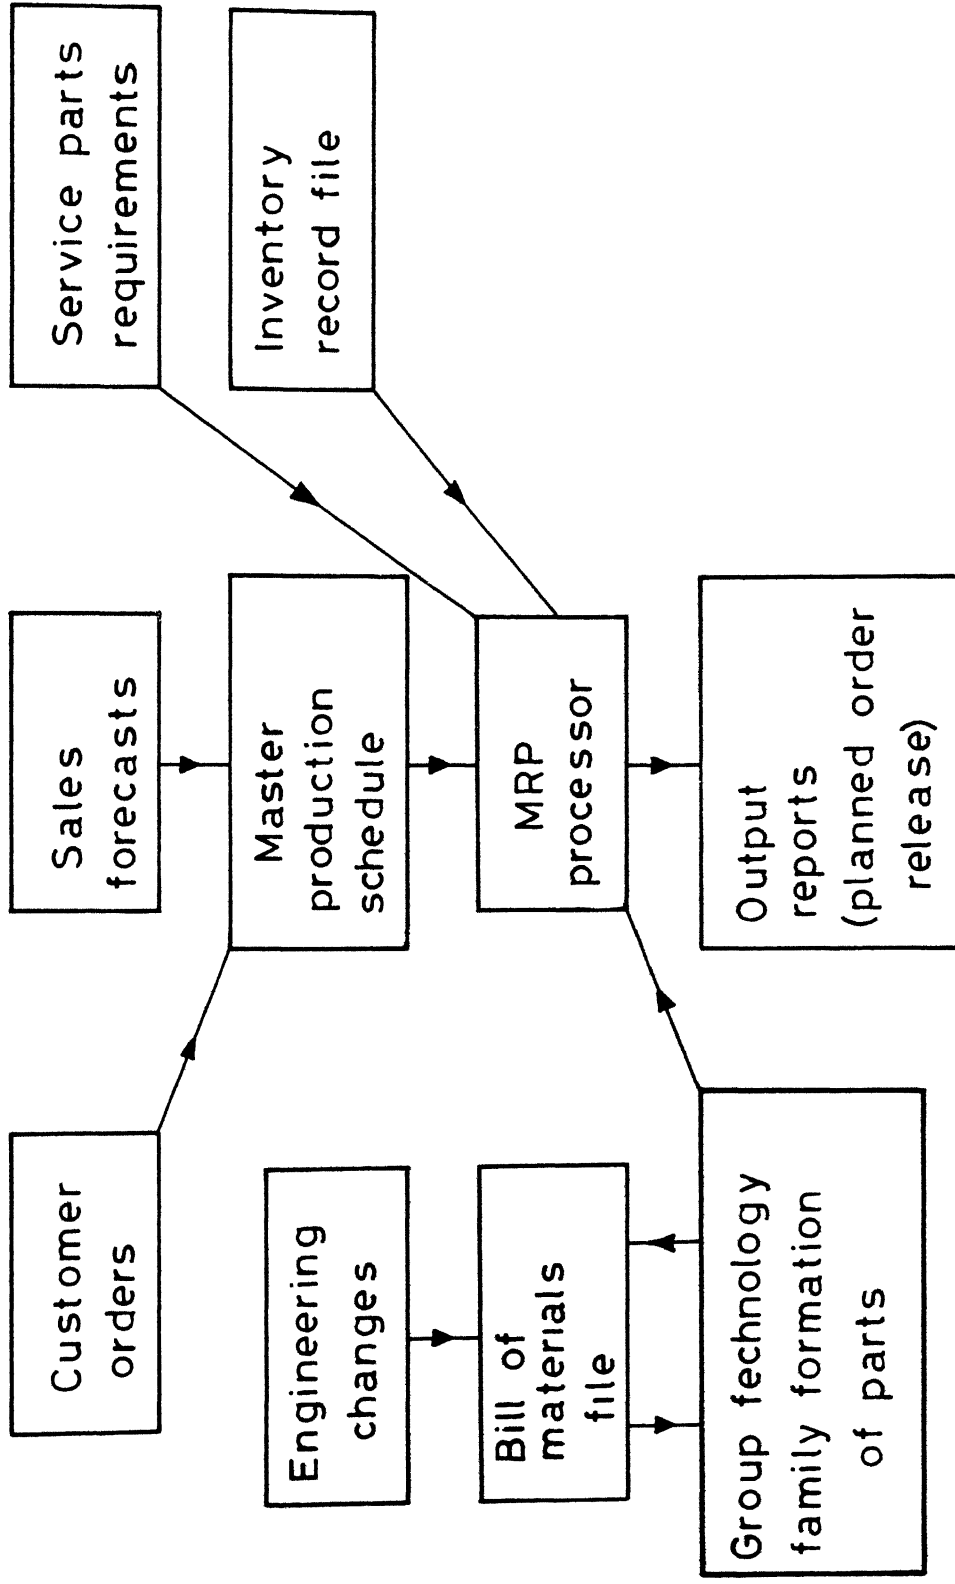 Customer
orders
Sales
forecasts
Service parts
requirements
Engineering
changes
Master
production
schedule
Inventory
record file
Bill of
materials
file
MRP
processor
Group fechnology
family formation
of parts
Output
reports
(planned order
release)